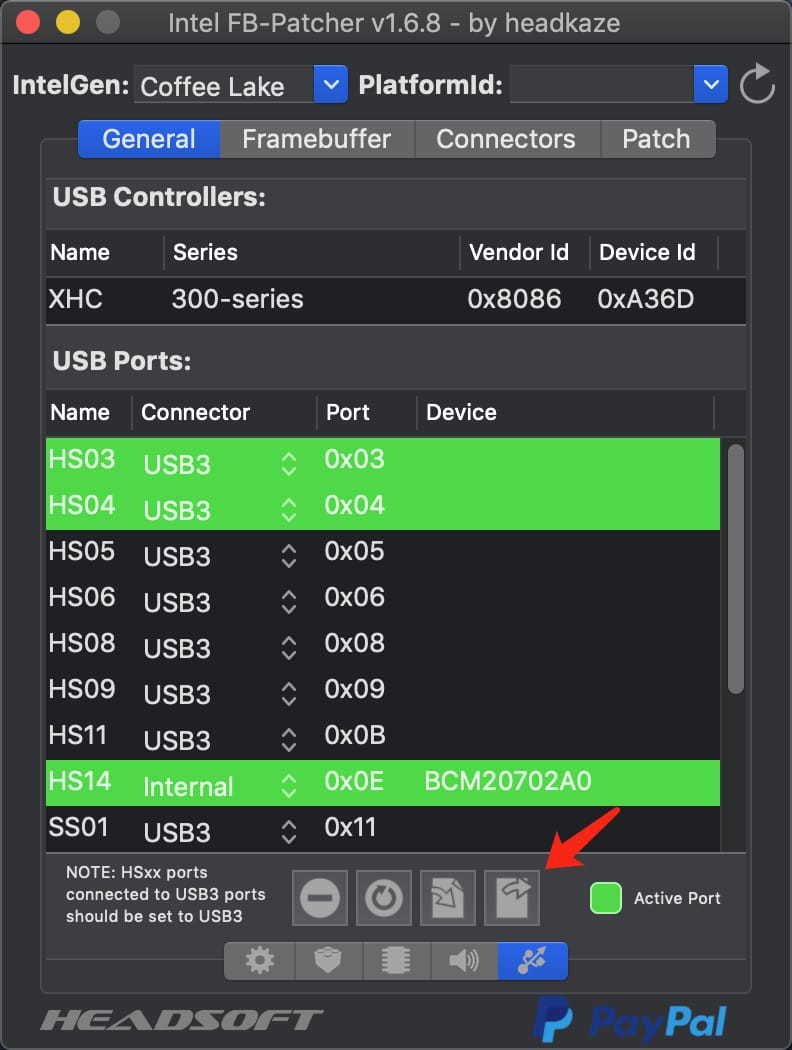 Intel FB-Patcher v1.6.8 - by headkaze
IntelGen: Coffee Lake PlatformId:
General Framebuffer Connectors Patch
USB Controllers:
Name Series Vendor Id Device Id
XHC 300-series 0x8086 0xA36D
USB Ports:
Name Connector Port Device
HS03 USB3 0x03
HS04 USB3 0x04
HS05 USB3 0x05
HS06 USB3 0x06
HS08 USB3 0x08
HS09 USB3 0x09
HS11 USB3 0x0B
HS14 Internal 0x0E BCM20702A0
SS01 USB3 0x11
NOTE: HSxx ports
connected to USB3 ports
should be set to USB3
Active Port
HEADSOFT PayPal